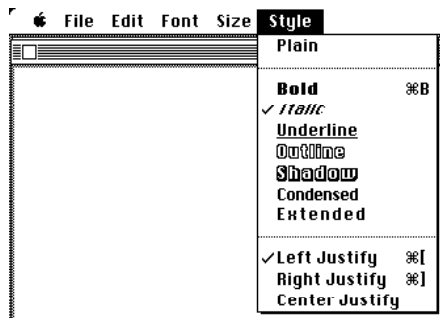 File Edit Font Size Style
Plain
Bold ⌘B
✓ Italic
Underline
Outline
Shadow
Condensed
Extended
✓Left Justify ⌘[
Right Justify ⌘]
Center Justify